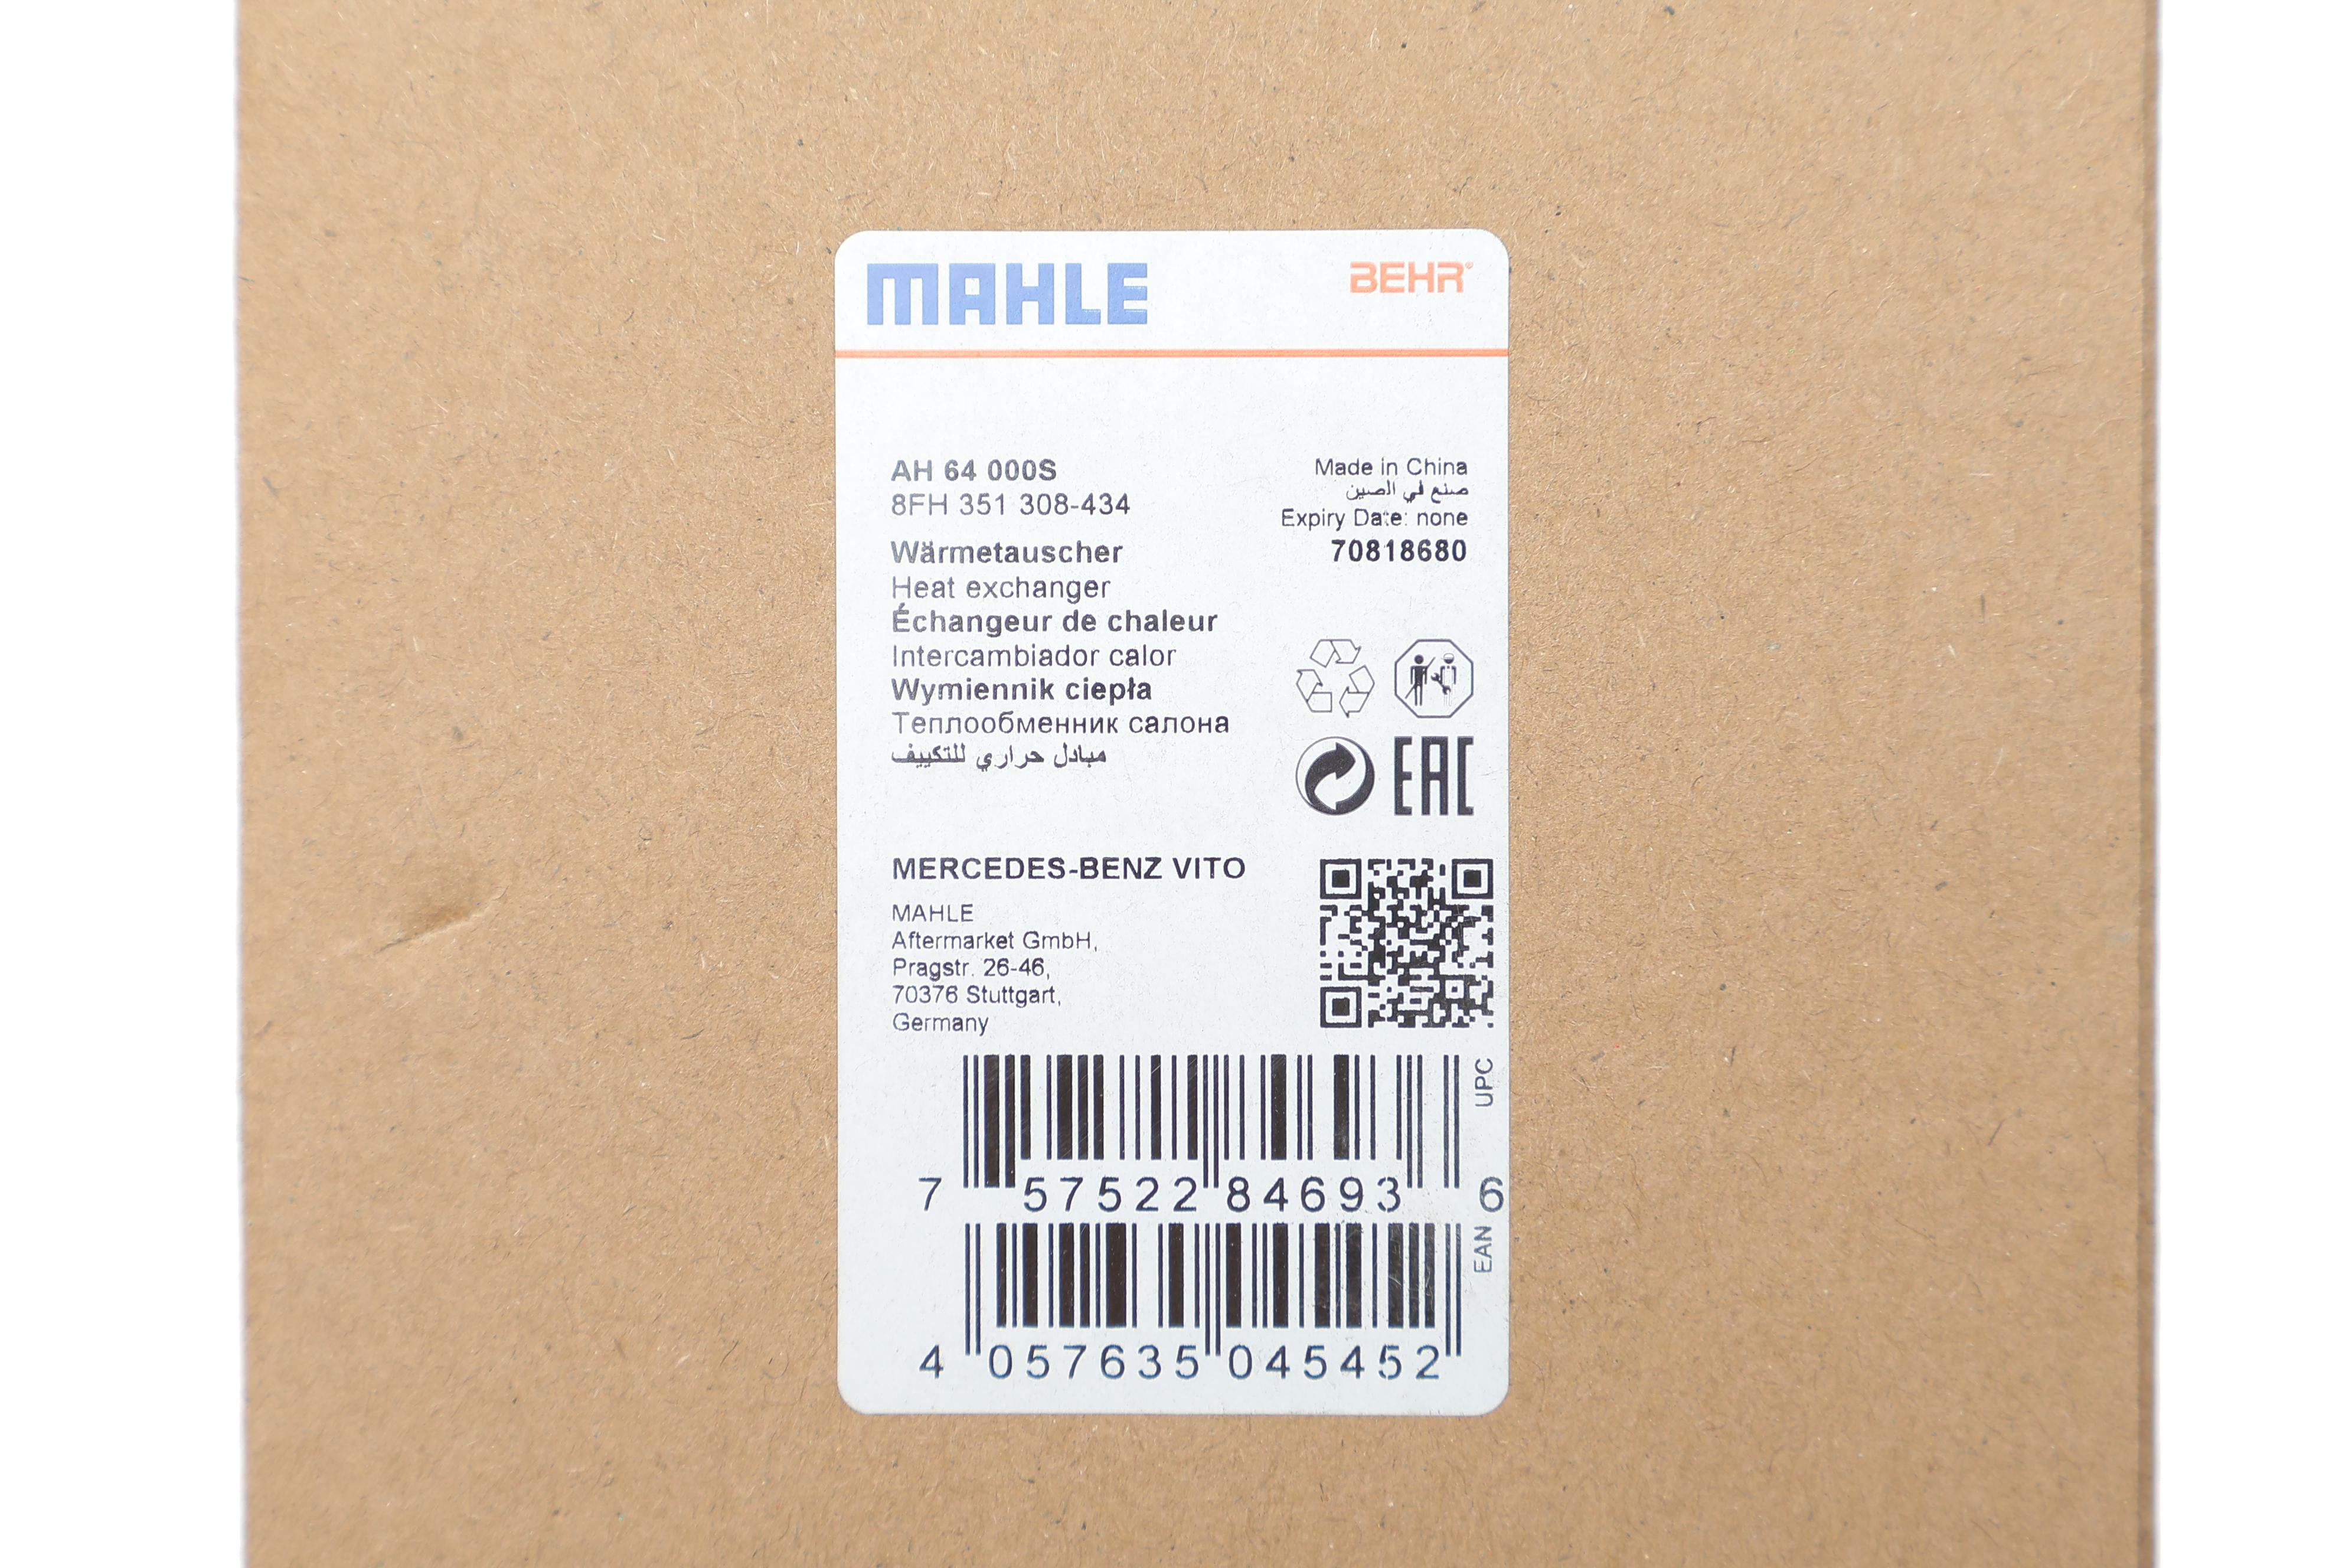 MAHLE
BEHR®
AH 64 000S
8FH 351 308-434
Wärmetauscher
Heat exchanger
Échangeur de chaleur
Intercambiador calor
Wymiennik ciepła
Теплообменник салона
مبادل حراري للتكييف
Made in China
صنع في الصين
Expiry Date: none
70818680
EAC
MERCEDES-BENZ VITO
MAHLE
Aftermarket GmbH,
Pragstr. 26-46,
70376 Stuttgart,
Germany
UPC
7 57522 84693 6
EAN
4 057635 045452